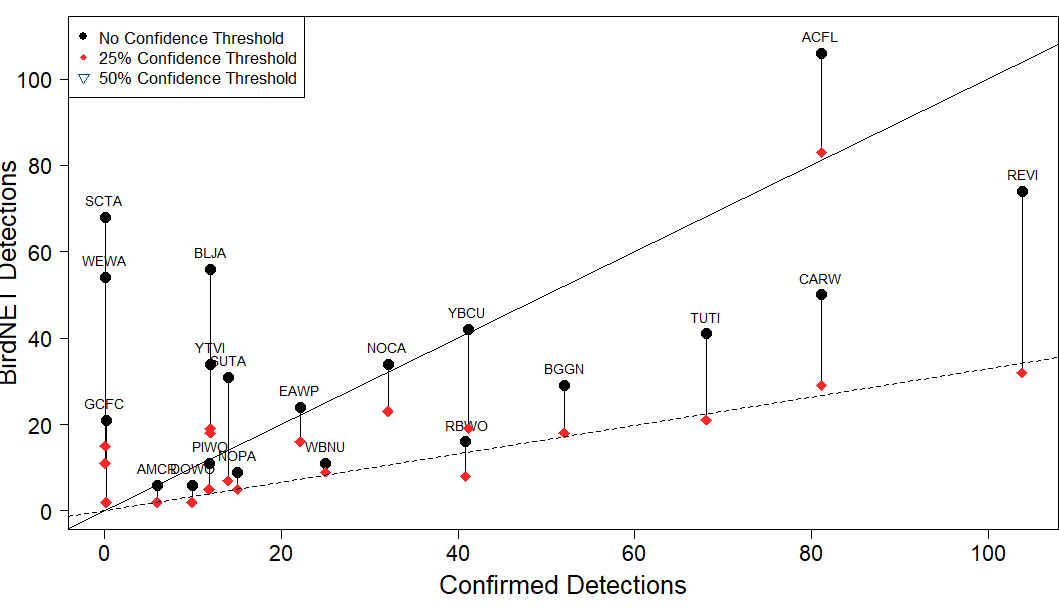 No Confidence Threshold
25% Confidence Threshold
50% Confidence Threshold
ACFL
REVI
SCTA
BLJA
WEWA
CARW
YBCU
TUTI
YTVI
NOCA
SUTA
BGGN
EAWP
GCFC
RBWO
PIWO
WBNU
NOPA
AMCR
DOWO
BirdNET Detections
100
80
60
40
20
0
0 20 40 60 80 100
Confirmed Detections